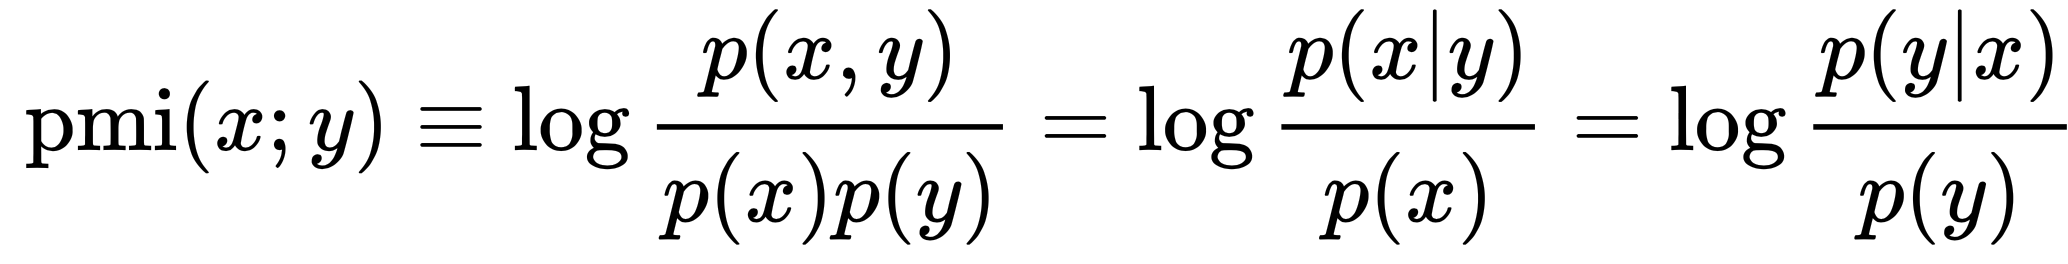 pmi(x; y) ≡ log p(x, y) / p(x)p(y) = log p(x|y) / p(x) = log p(y|x) / p(y)